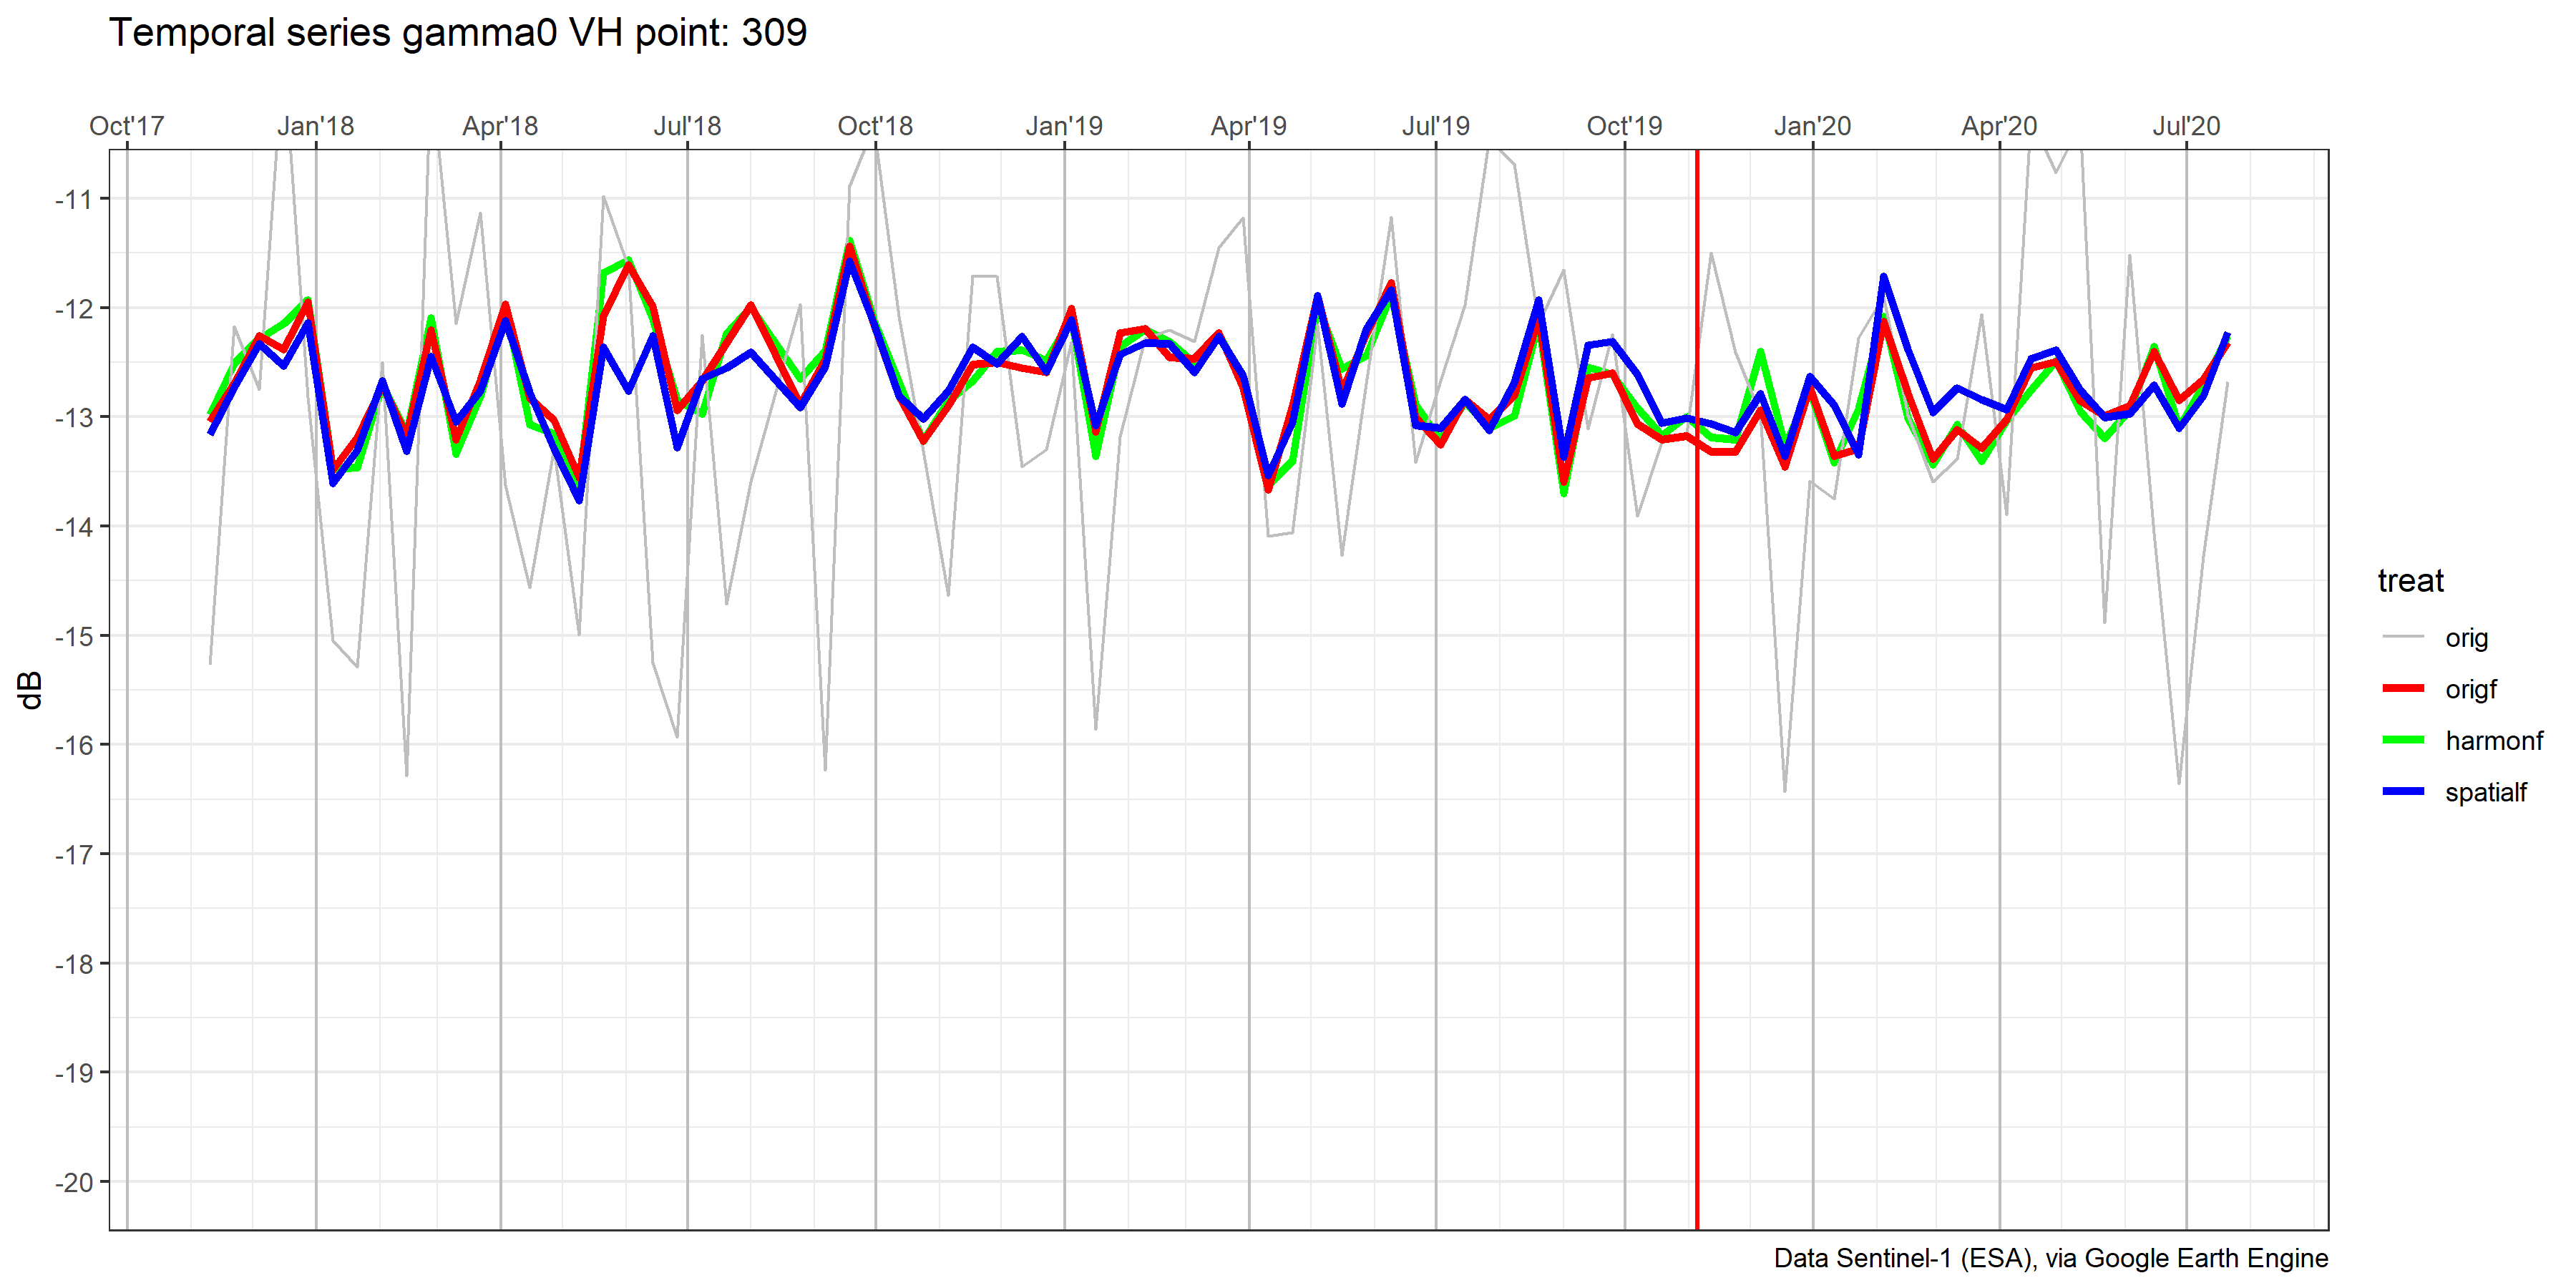 Temporal series gamma0 VH point: 309
Oct'17 Jan'18 Apr'18 Jul'18 Oct'18 Jan'19 Apr'19 Jul'19 Oct'19 Jan'20 Apr'20 Jul'20
-11
-12
-13
-14
-15
-16
-17
-18
-19
-20
dB
treat
orig
origf
harmonf
spatialf
Data Sentinel-1 (ESA), via Google Earth Engine